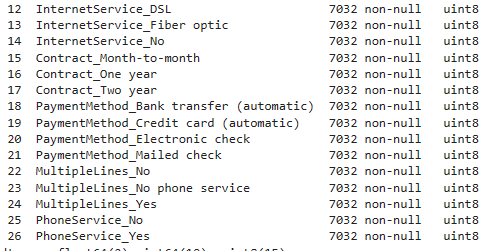 12 InternetService_DSL 7032 non-null uint8
13 InternetService_Fiber optic 7032 non-null uint8
14 InternetService_No 7032 non-null uint8
15 Contract_Month-to-month 7032 non-null uint8
16 Contract_One year 7032 non-null uint8
17 Contract_Two year 7032 non-null uint8
18 PaymentMethod_Bank transfer (automatic) 7032 non-null uint8
19 PaymentMethod_Credit card (automatic) 7032 non-null uint8
20 PaymentMethod_Electronic check 7032 non-null uint8
21 PaymentMethod_Mailed check 7032 non-null uint8
22 MultipleLines_No 7032 non-null uint8
23 MultipleLines_No phone service 7032 non-null uint8
24 MultipleLines_Yes 7032 non-null uint8
25 PhoneService_No 7032 non-null uint8
26 PhoneService_Yes 7032 non-null uint8